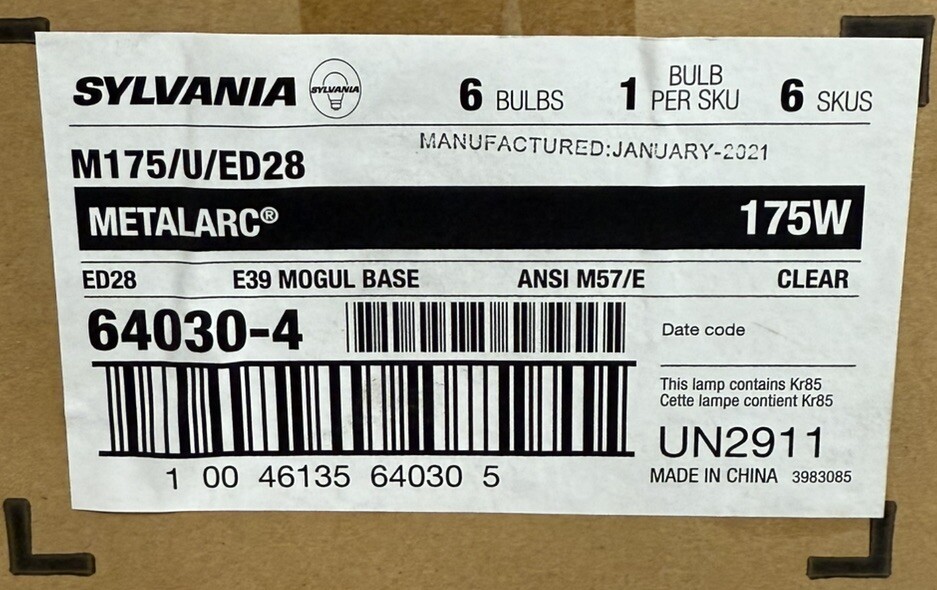 SYLVANIA SYLVANIA 6 BULBS 1 BULB PER SKU 6 SKUS
MANUFACTURED:JANUARY-2021
M175/U/ED28
METALARC® 175W
ED28 E39 MOGUL BASE ANSI M57/E CLEAR
64030-4
Date code
This lamp contains Kr85
Cette lampe contient Kr85
UN2911
MADE IN CHINA 3983085
1 00 46135 64030 5